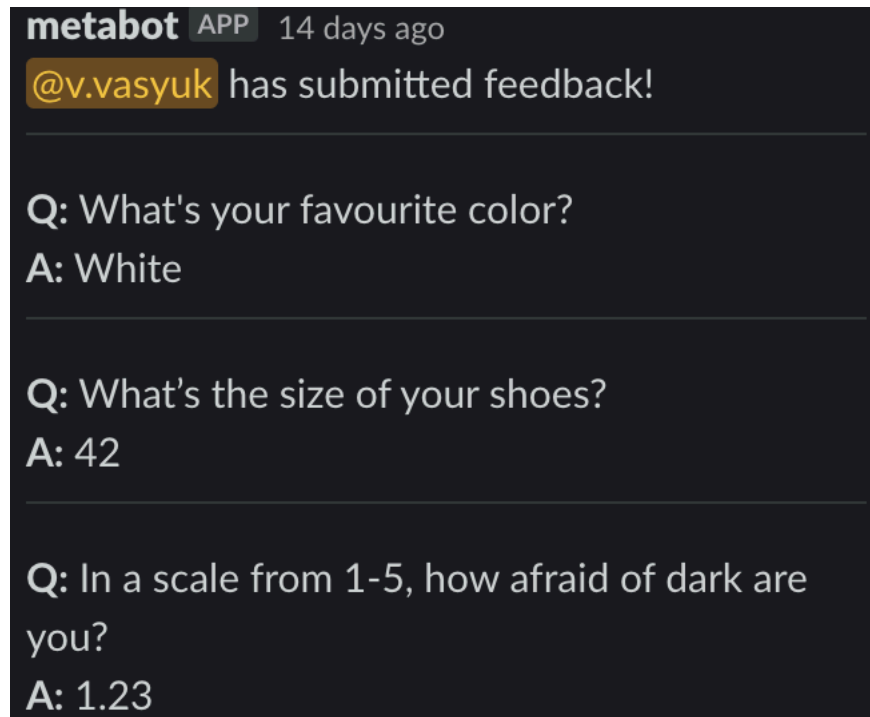 metabot APP 14 days ago
@v.vasyuk has submitted feedback!
Q: What's your favourite color?
A: White
Q: What’s the size of your shoes?
A: 42
Q: In a scale from 1-5, how afraid of dark are
you?
A: 1.23